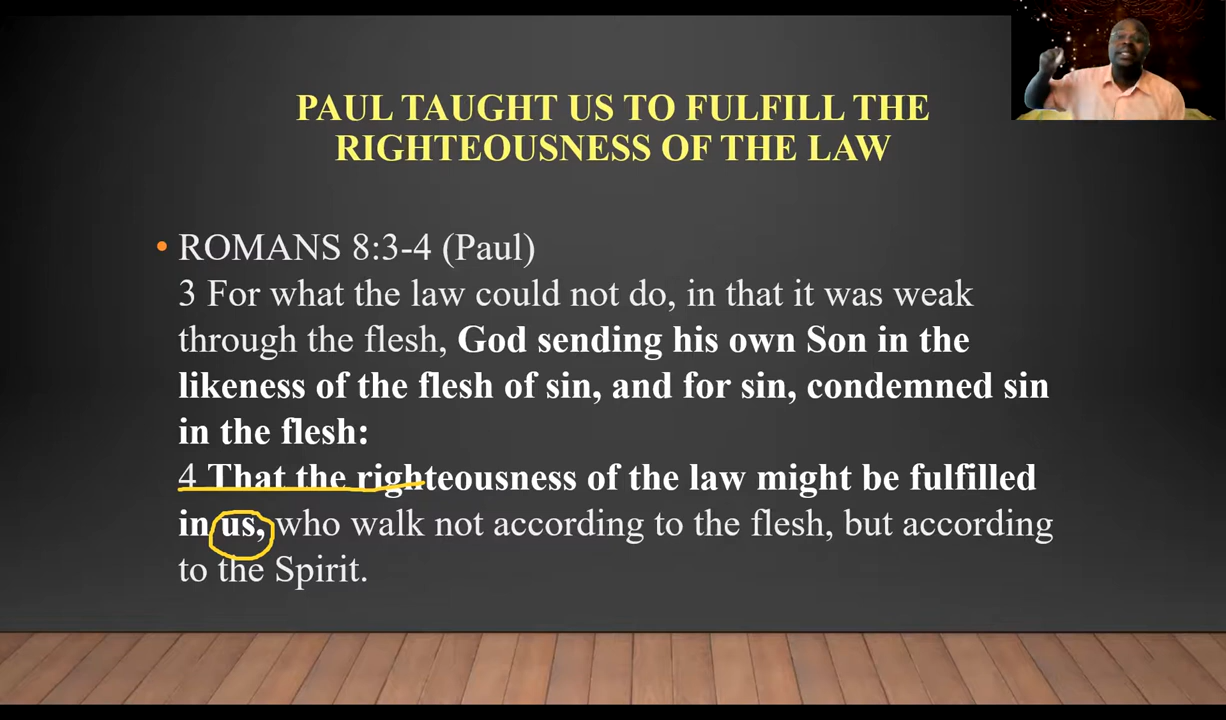 PAUL TAUGHT US TO FULFILL THE
RIGHTEOUSNESS OF THE LAW
• ROMANS 8:3-4 (Paul)
3 For what the law could not do, in that it was weak
through the flesh, God sending his own Son in the
likeness of the flesh of sin, and for sin, condemned sin
in the flesh:
4 That the righteousness of the law might be fulfilled
in us, who walk not according to the flesh, but according
to the Spirit.